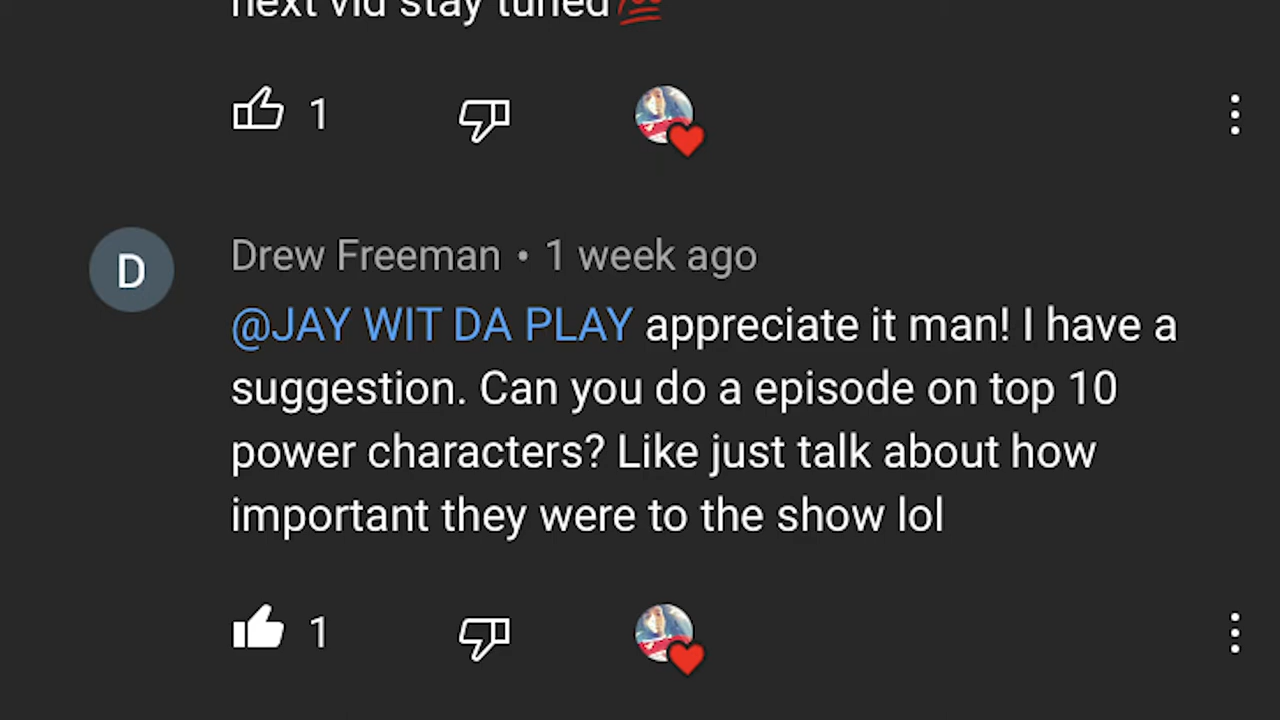 next vid stay tuned💯
1
D
Drew Freeman • 1 week ago
@JAY WIT DA PLAY appreciate it man! I have a
suggestion. Can you do a episode on top 10
power characters? Like just talk about how
important they were to the show lol
1